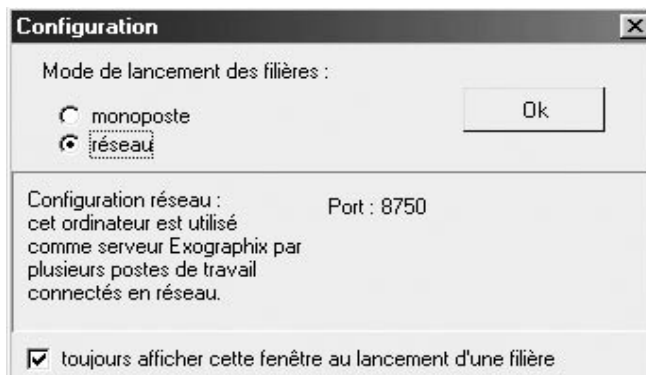 Configuration
Mode de lancement des filières :
monoposte
Ok
réseau
Configuration réseau :
Port : 8750
cet ordinateur est utilisé
comme serveur Exographix par
plusieurs postes de travail
connectés en réseau.
toujours afficher cette fenêtre au lancement d'une filière